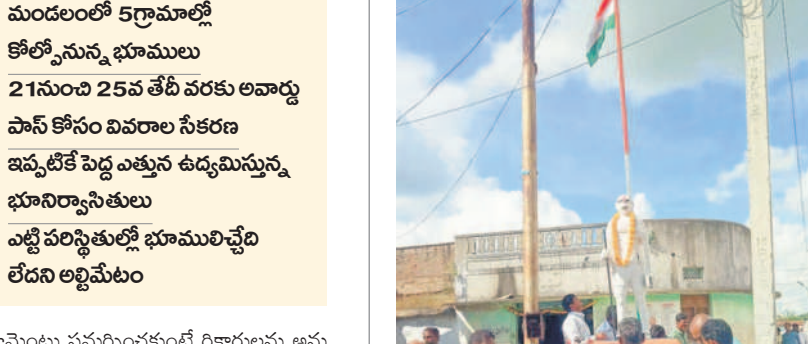 మండలంలో 5గ్రామాల్లో
కోల్పోనున్న భూములు
21నుంచి 25వ తేదీ వరకు అవార్డు
పాస్ కోసం వివరాల సేకరణ
ఇప్పటికే పెద్ద ఎత్తున ఉద్యమిస్తున్న
భూనిర్వాసితులు
ఎట్టి పరిస్థితుల్లో భూములిచ్చేది
లేదని అల్టిమేటం